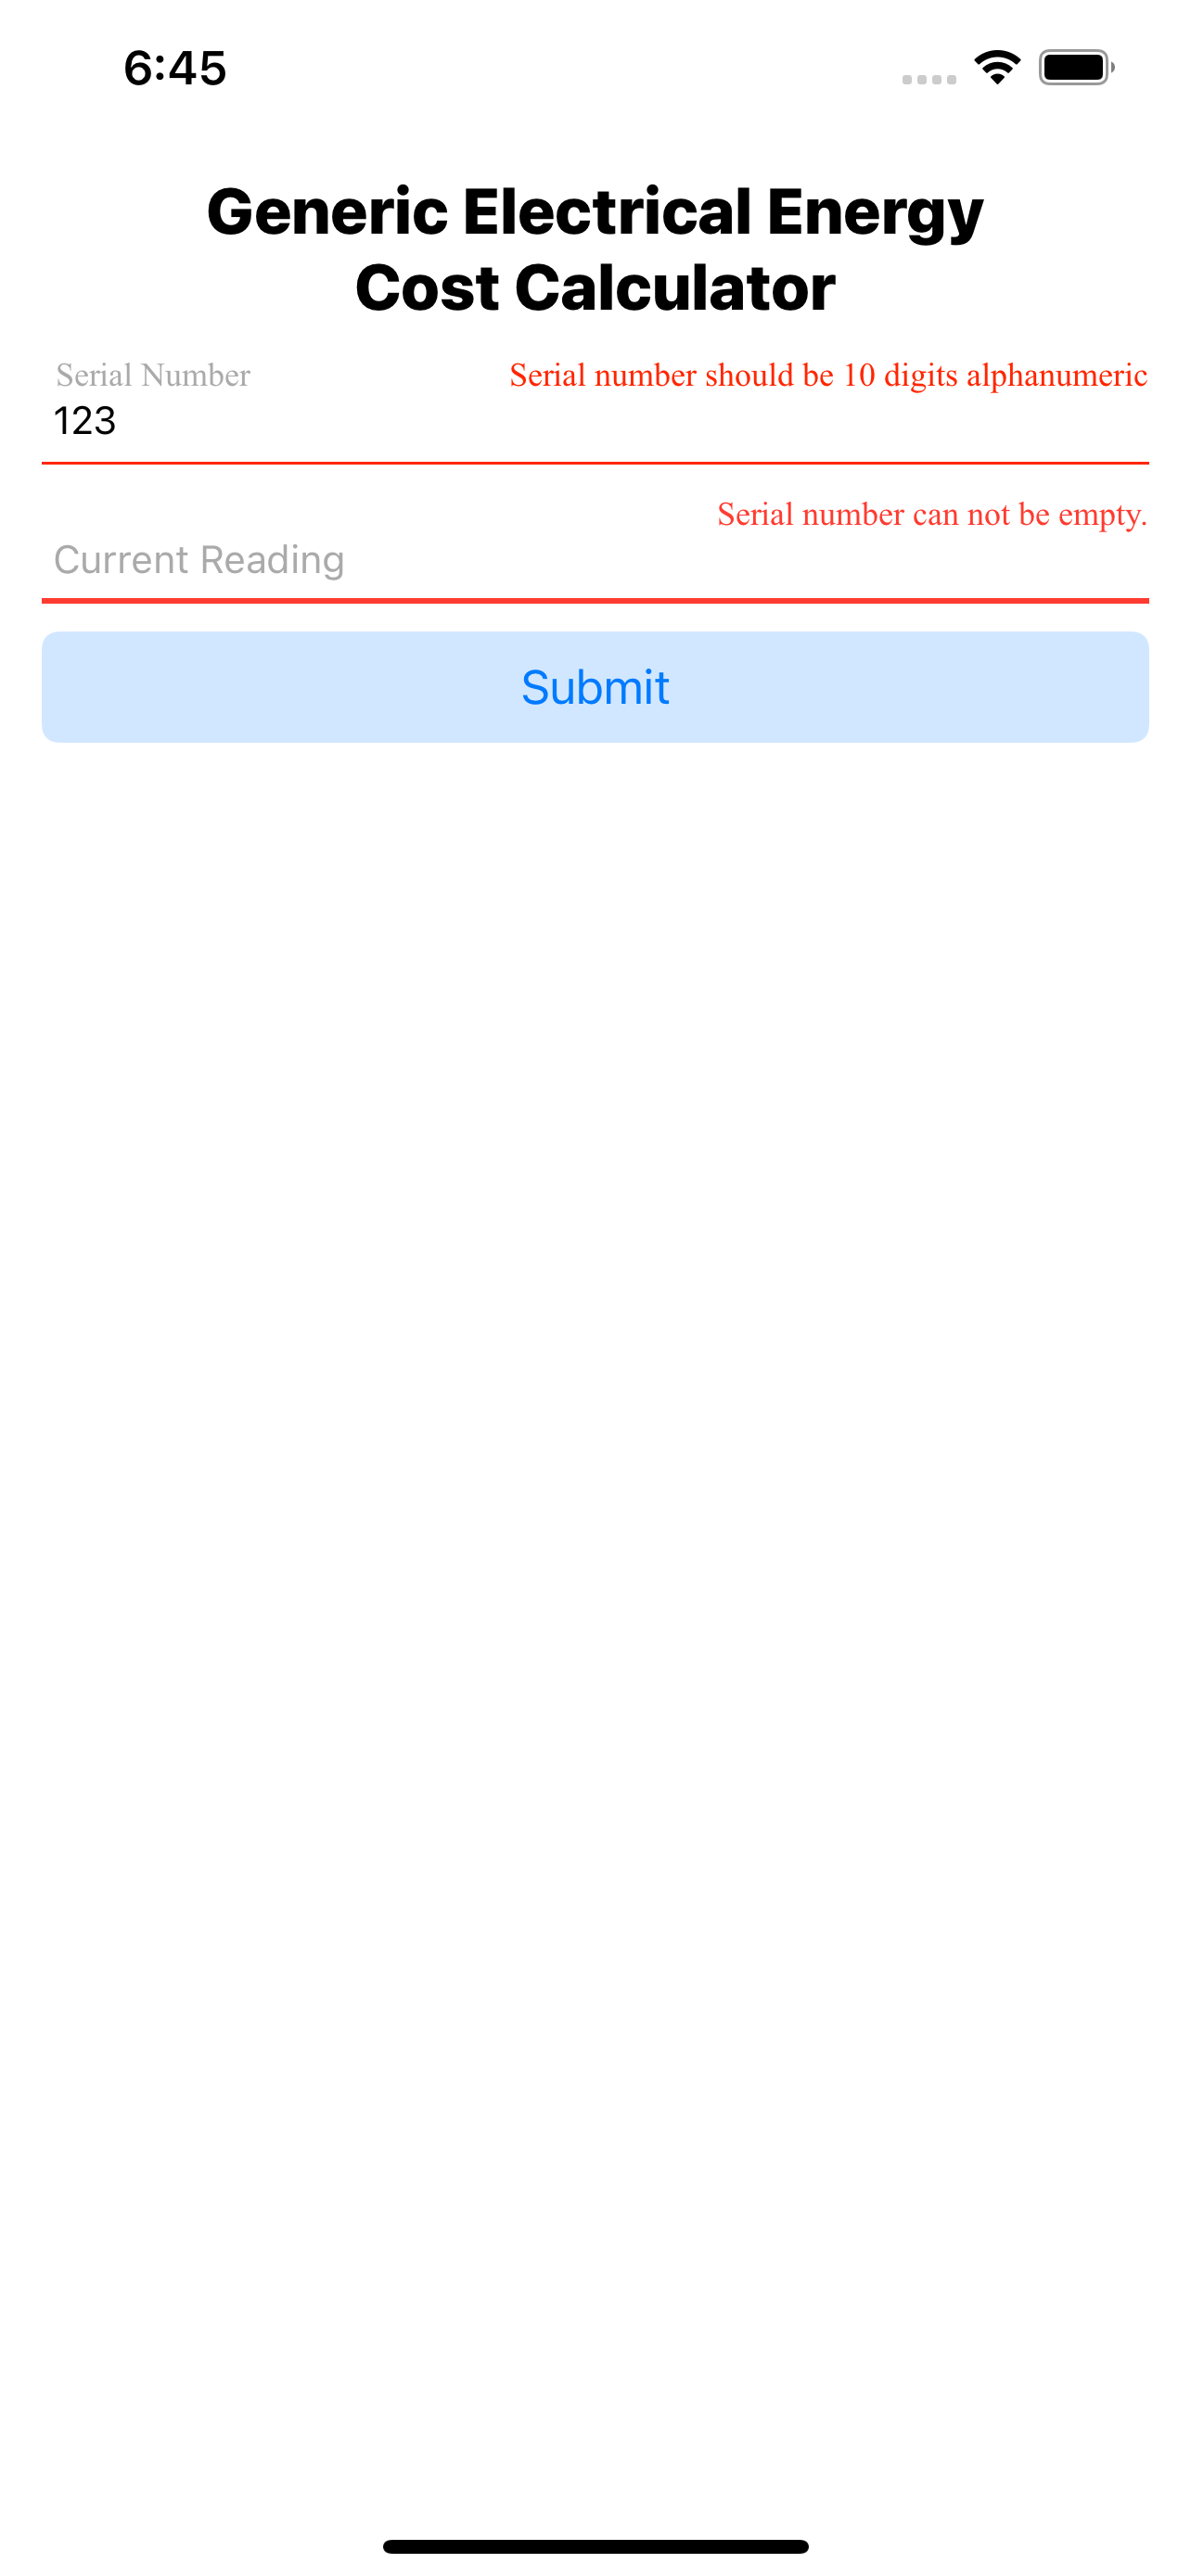 6:45
Generic Electrical Energy
Cost Calculator
Serial Number
Serial number should be 10 digits alphanumeric
123
Serial number can not be empty.
Current Reading
Submit